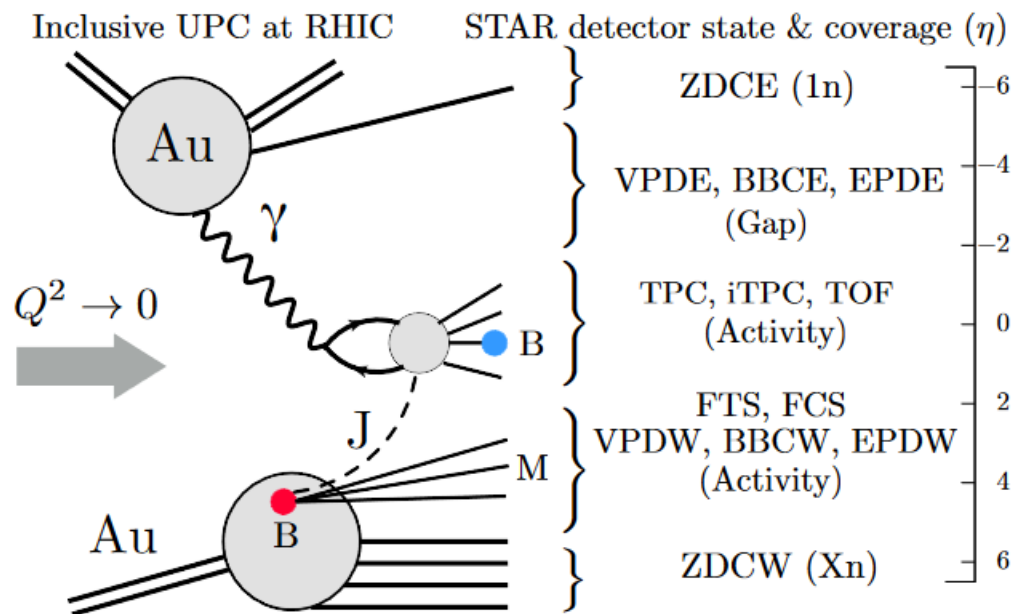 Inclusive UPC at RHIC
STAR detector state & coverage (η)
Au
γ
Q² → 0
B
J
M
B
Au
ZDCE (1n)
VPDE, BBCE, EPDE
(Gap)
TPC, iTPC, TOF
(Activity)
FTS, FCS
VPDW, BBCW, EPDW
(Activity)
ZDCW (Xn)
−6
−4
−2
0
2
4
6